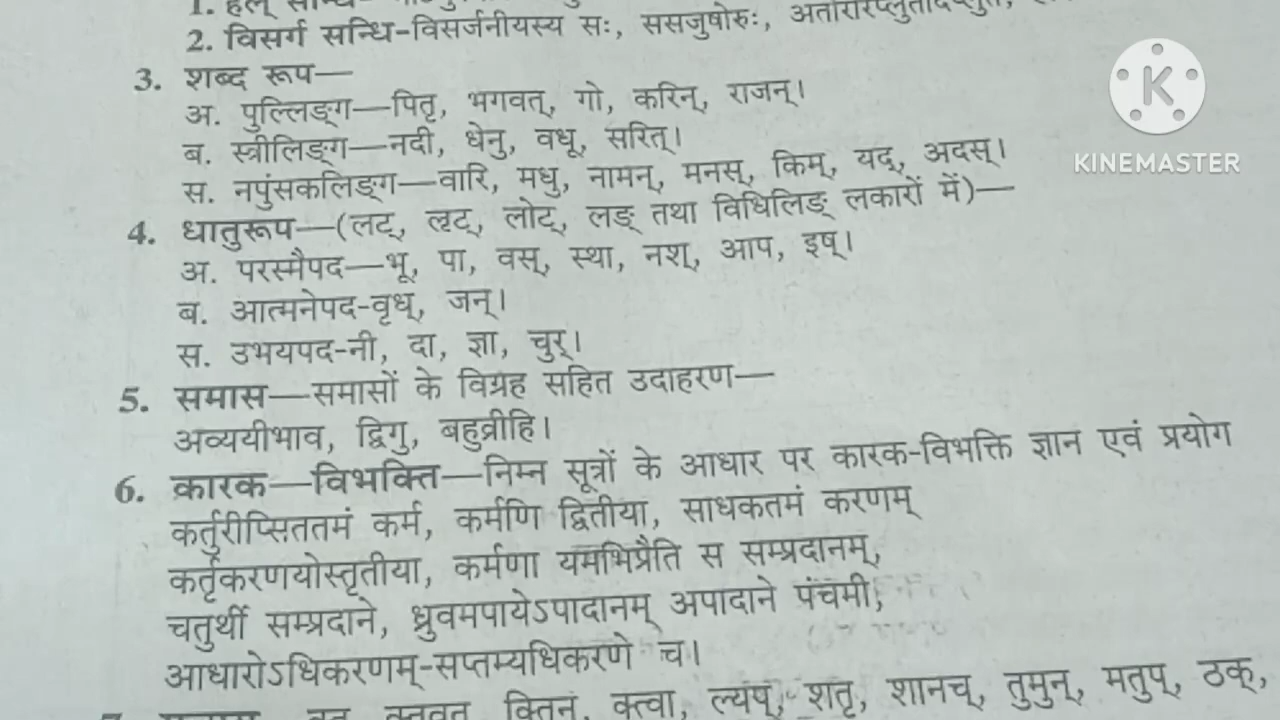 1. हल् सन्धि
2. विसर्ग सन्धि-विसर्जनीयस्य सः, ससजुषोरुः,
3. शब्द रूप—
अ. पुल्लिङ्ग—पितृ, भगवत्, गो, करिन्, राजन्।
ब. स्त्रीलिङ्ग—नदी, धेनु, वधू, सरित्।
स. नपुंसकलिङ्ग—वारि, मधु, नामन्, मनस्, किम्, यद्, अदस्।
4. धातुरूप—(लट्, लृट्, लोट्, लङ् तथा विधिलिङ् लकारों में)—
अ. परस्मैपद—भू, पा, वस्, स्था, नश्, आप, इष्।
ब. आत्मनेपद-वृध्, जन्।
स. उभयपद-नी, दा, ज्ञा, चुर्।
5. समास—समासों के विग्रह सहित उदाहरण—
अव्ययीभाव, द्विगु, बहुव्रीहि।
6. कारक—विभक्ति—निम्न सूत्रों के आधार पर कारक-विभक्ति ज्ञान एवं प्रयोग
कर्तुरीप्सिततमं कर्म, कर्मणि द्वितीया, साधकतमं करणम्
कर्तृकरणयोस्तृतीया, कर्मणा यमभिप्रैति स सम्प्रदानम्,
चतुर्थी सम्प्रदाने, ध्रुवमपायेऽपादानम् अपादाने पंचमी,
आधारोऽधिकरणम्-सप्तम्यधिकरणे च।
क्तिन्, क्त्वा, ल्यप्, शतृ, शानच्, तुमुन्, मतुप्, ठक्,
KINEMASTER